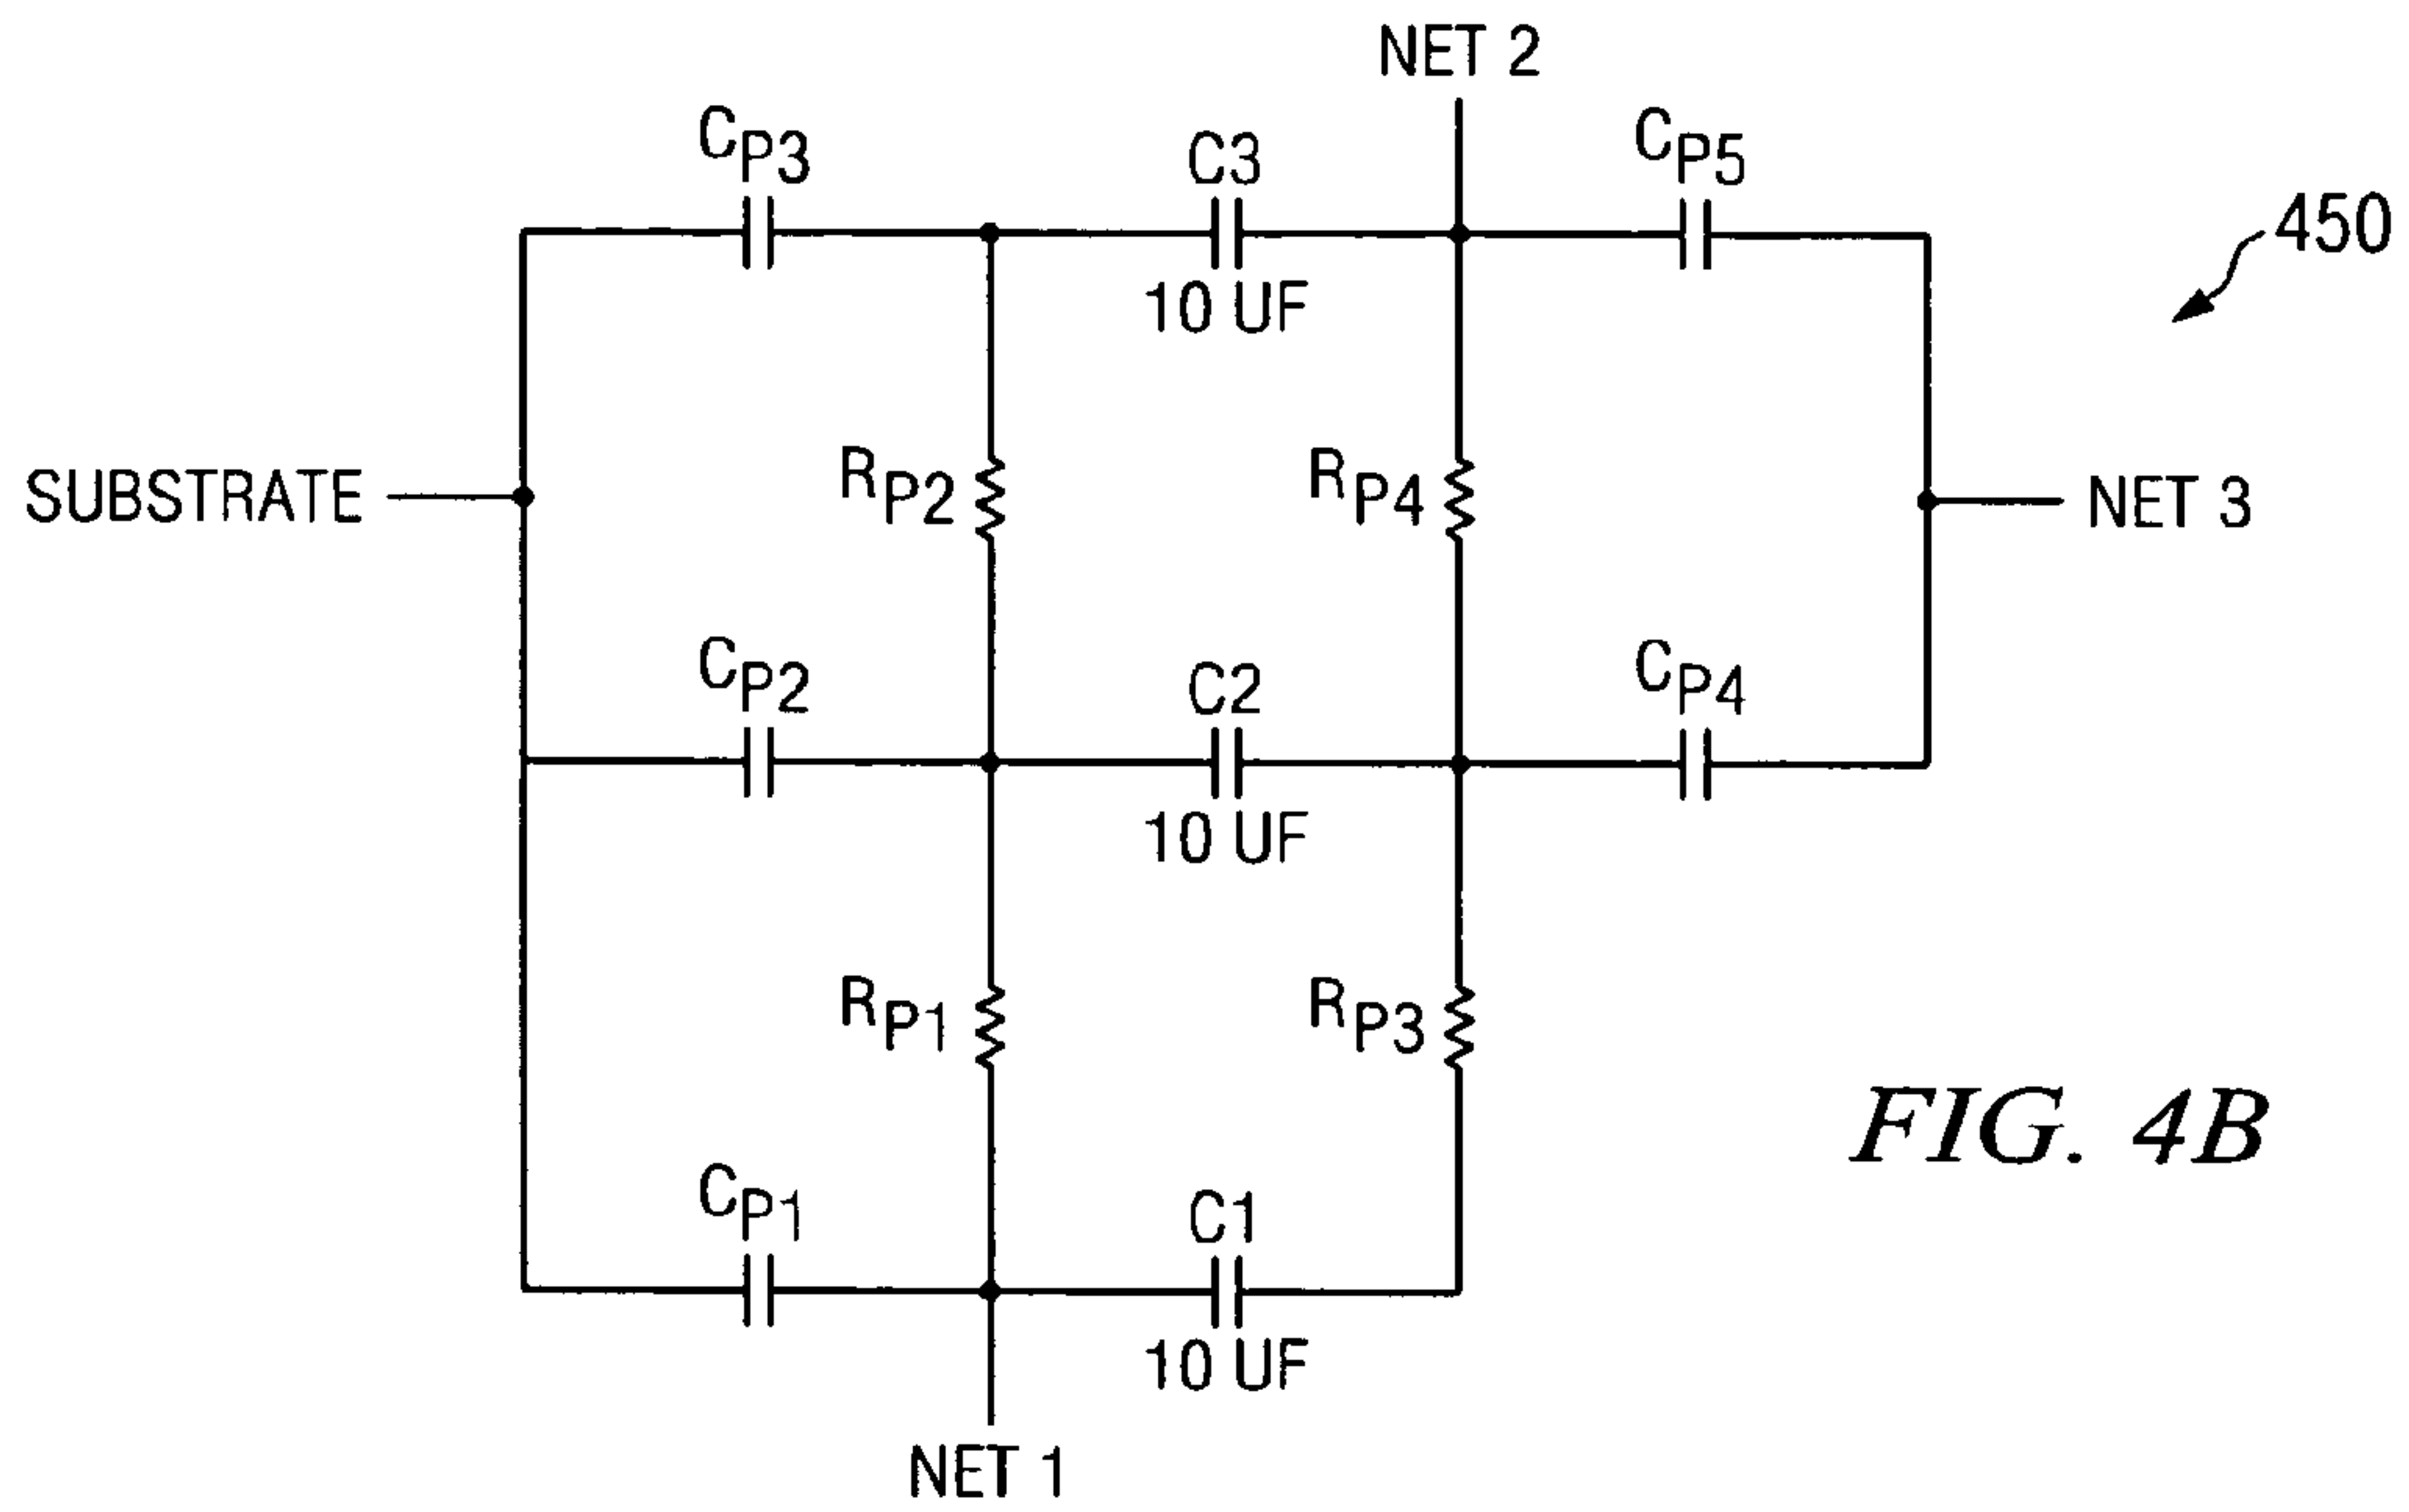 NET 2
CP3
C3
CP5
450
10 UF
SUBSTRATE
RP2
RP4
NET 3
CP2
C2
CP4
10 UF
RP1
RP3
FIG. 4B
CP1
C1
10 UF
NET 1